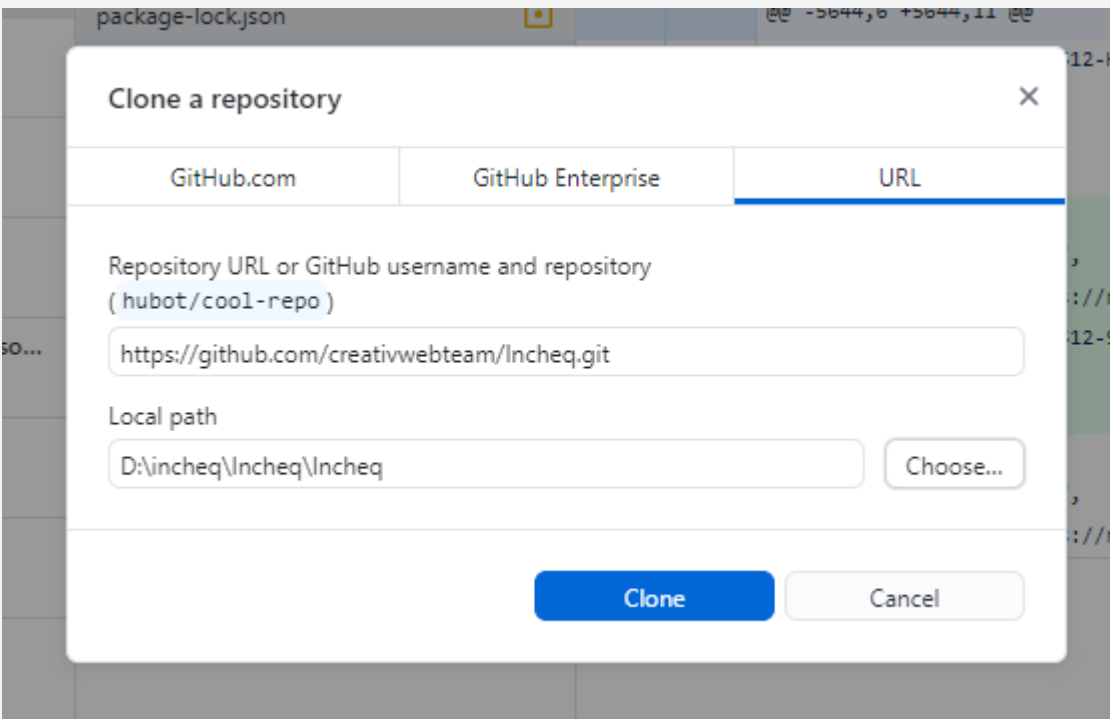 package-lock.json
@@ -5644,6 +5644,11 @@
Clone a repository
GitHub.com
GitHub Enterprise
URL
Repository URL or GitHub username and repository
(hubot/cool-repo)
https://github.com/creativwebteam/Incheq.git
Local path
D:\incheq\Incheq\Incheq
Choose...
Clone
Cancel